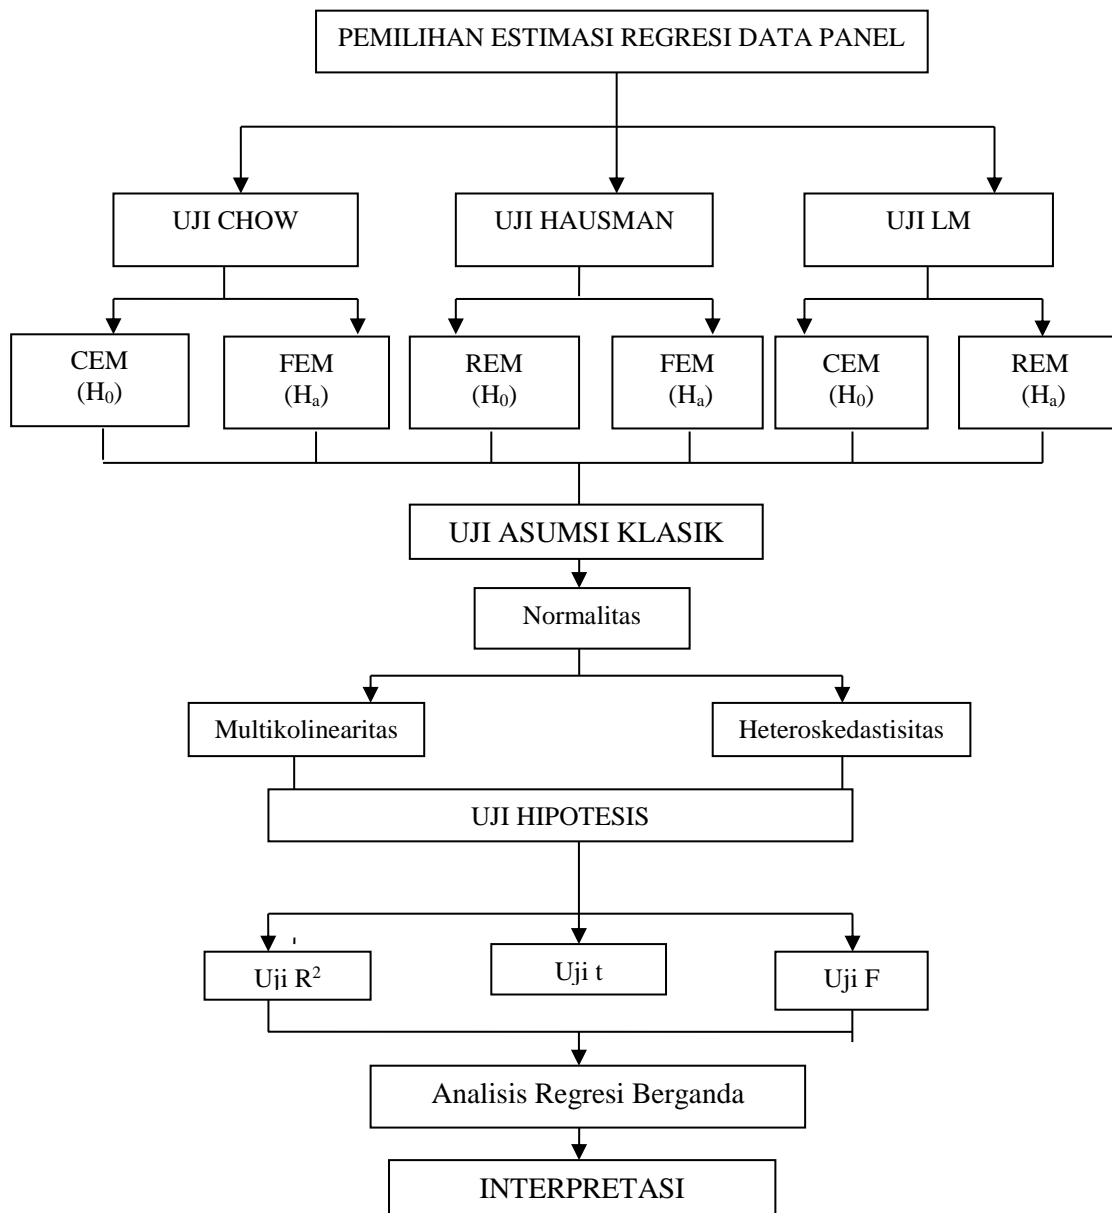 PEMILIHAN ESTIMASI REGRESI DATA PANEL
UJI CHOW
UJI HAUSMAN
UJI LM
CEM
(H₀)
FEM
(Hₐ)
REM
(H₀)
FEM
(Hₐ)
CEM
(H₀)
REM
(Hₐ)
UJI ASUMSI KLASIK
Normalitas
Multikolinearitas
Heteroskedastisitas
UJI HIPOTESIS
Uji R²
Uji t
Uji F
Analisis Regresi Berganda
INTERPRETASI